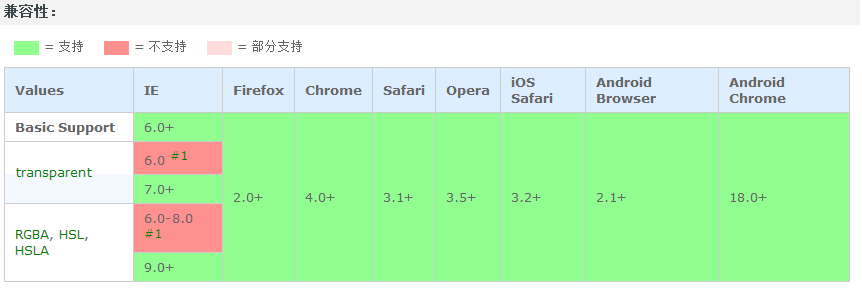 兼容性：
= 支持 = 不支持 = 部分支持
Values IE Firefox Chrome Safari Opera iOS Safari Android Browser Android Chrome
Basic Support 6.0+ 2.0+ 4.0+ 3.1+ 3.5+ 3.2+ 2.1+ 18.0+
transparent 6.0 #1
7.0+
RGBA, HSL, HSLA 6.0-8.0 #1
9.0+